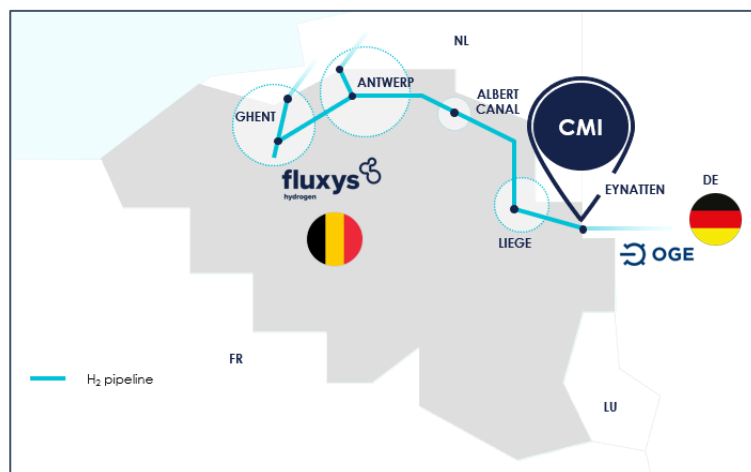 NL
ANTWERP
GHENT
ALBERT
CANAL
CMI
fluxys
hydrogen
EYNATTEN
DE
LIEGE
OGE
FR
H₂ pipeline
LU